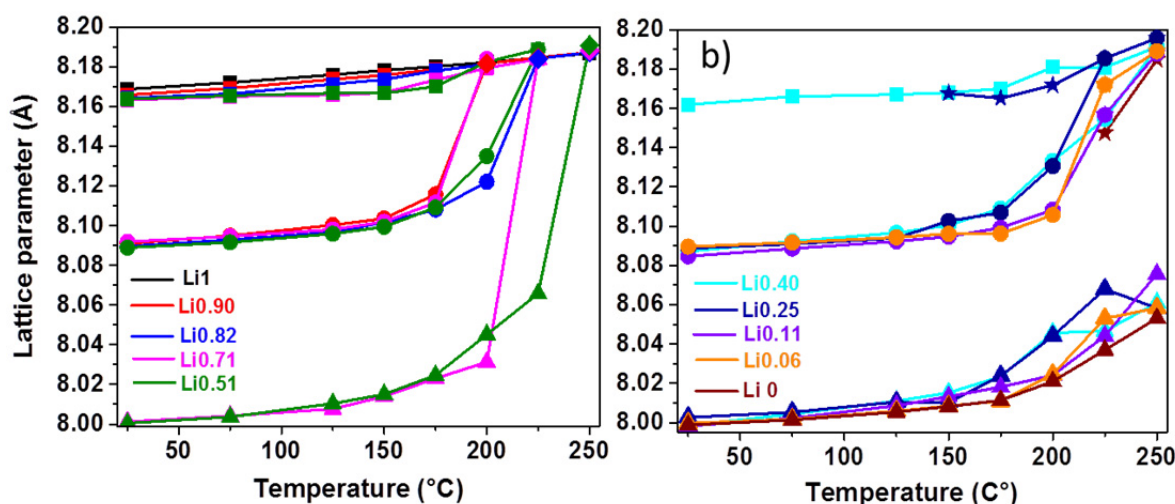 8.20
8.18
8.16
8.14
8.12
8.10
8.08
8.06
8.04
8.02
8.00
Lattice parameter (Å)
Li1
Li0.90
Li0.82
Li0.71
Li0.51
50 100 150 200 250
Temperature (°C)
b)
8.20
8.18
8.16
8.14
8.12
8.10
8.08
8.06
8.04
8.02
8.00
Li0.40
Li0.25
Li0.11
Li0.06
Li 0
50 100 150 200 250
Temperature (C°)